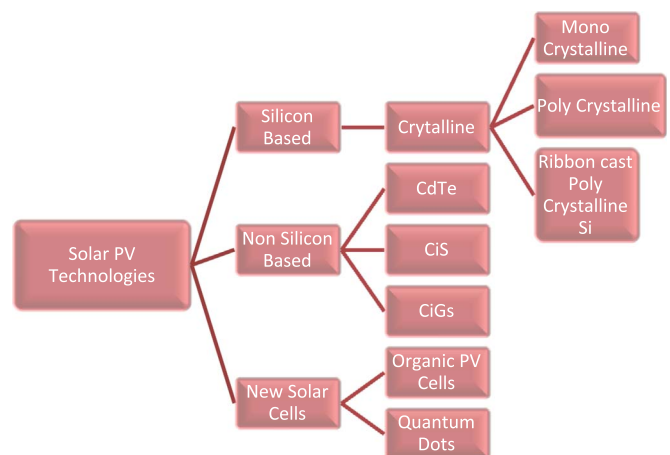 Solar PV
Technologies
Silicon
Based
Crytalline
Mono
Crystalline
Poly Crystalline
Ribbon cast
Poly
Crystalline
Si
Non Silicon
Based
CdTe
CiS
CiGs
New Solar
Cells
Organic PV
Cells
Quantum
Dots